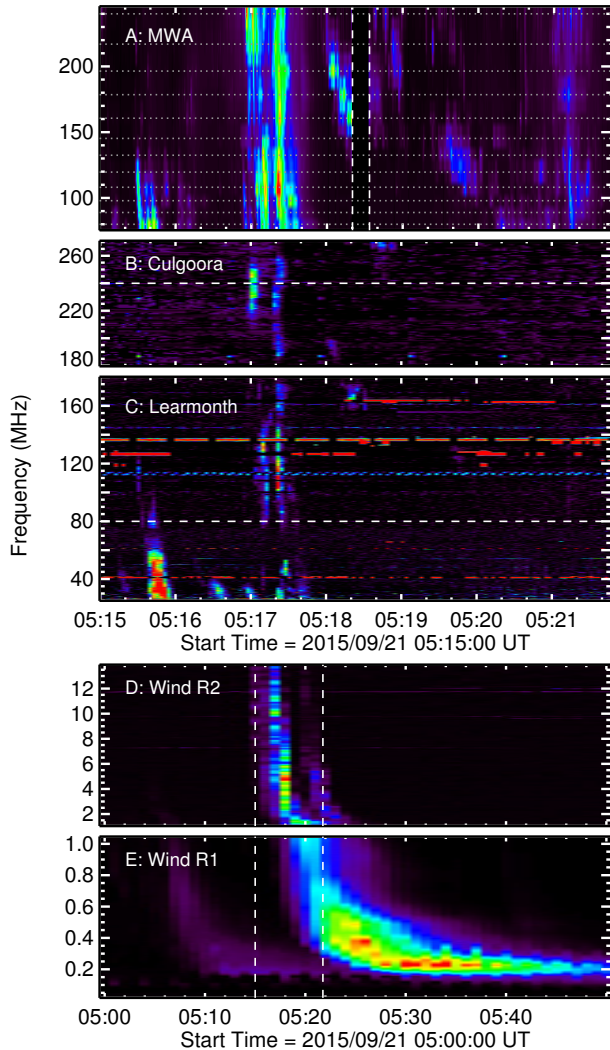 A: MWA
200
150
100
B: Culgoora
260
220
180
C: Learmonth
160
120
80
40
Frequency (MHz)
05:15 05:16 05:17 05:18 05:19 05:20 05:21
Start Time = 2015/09/21 05:15:00 UT
D: Wind R2
12
10
8
6
4
2
E: Wind R1
1.0
0.8
0.6
0.4
0.2
05:00 05:10 05:20 05:30 05:40
Start Time = 2015/09/21 05:00:00 UT